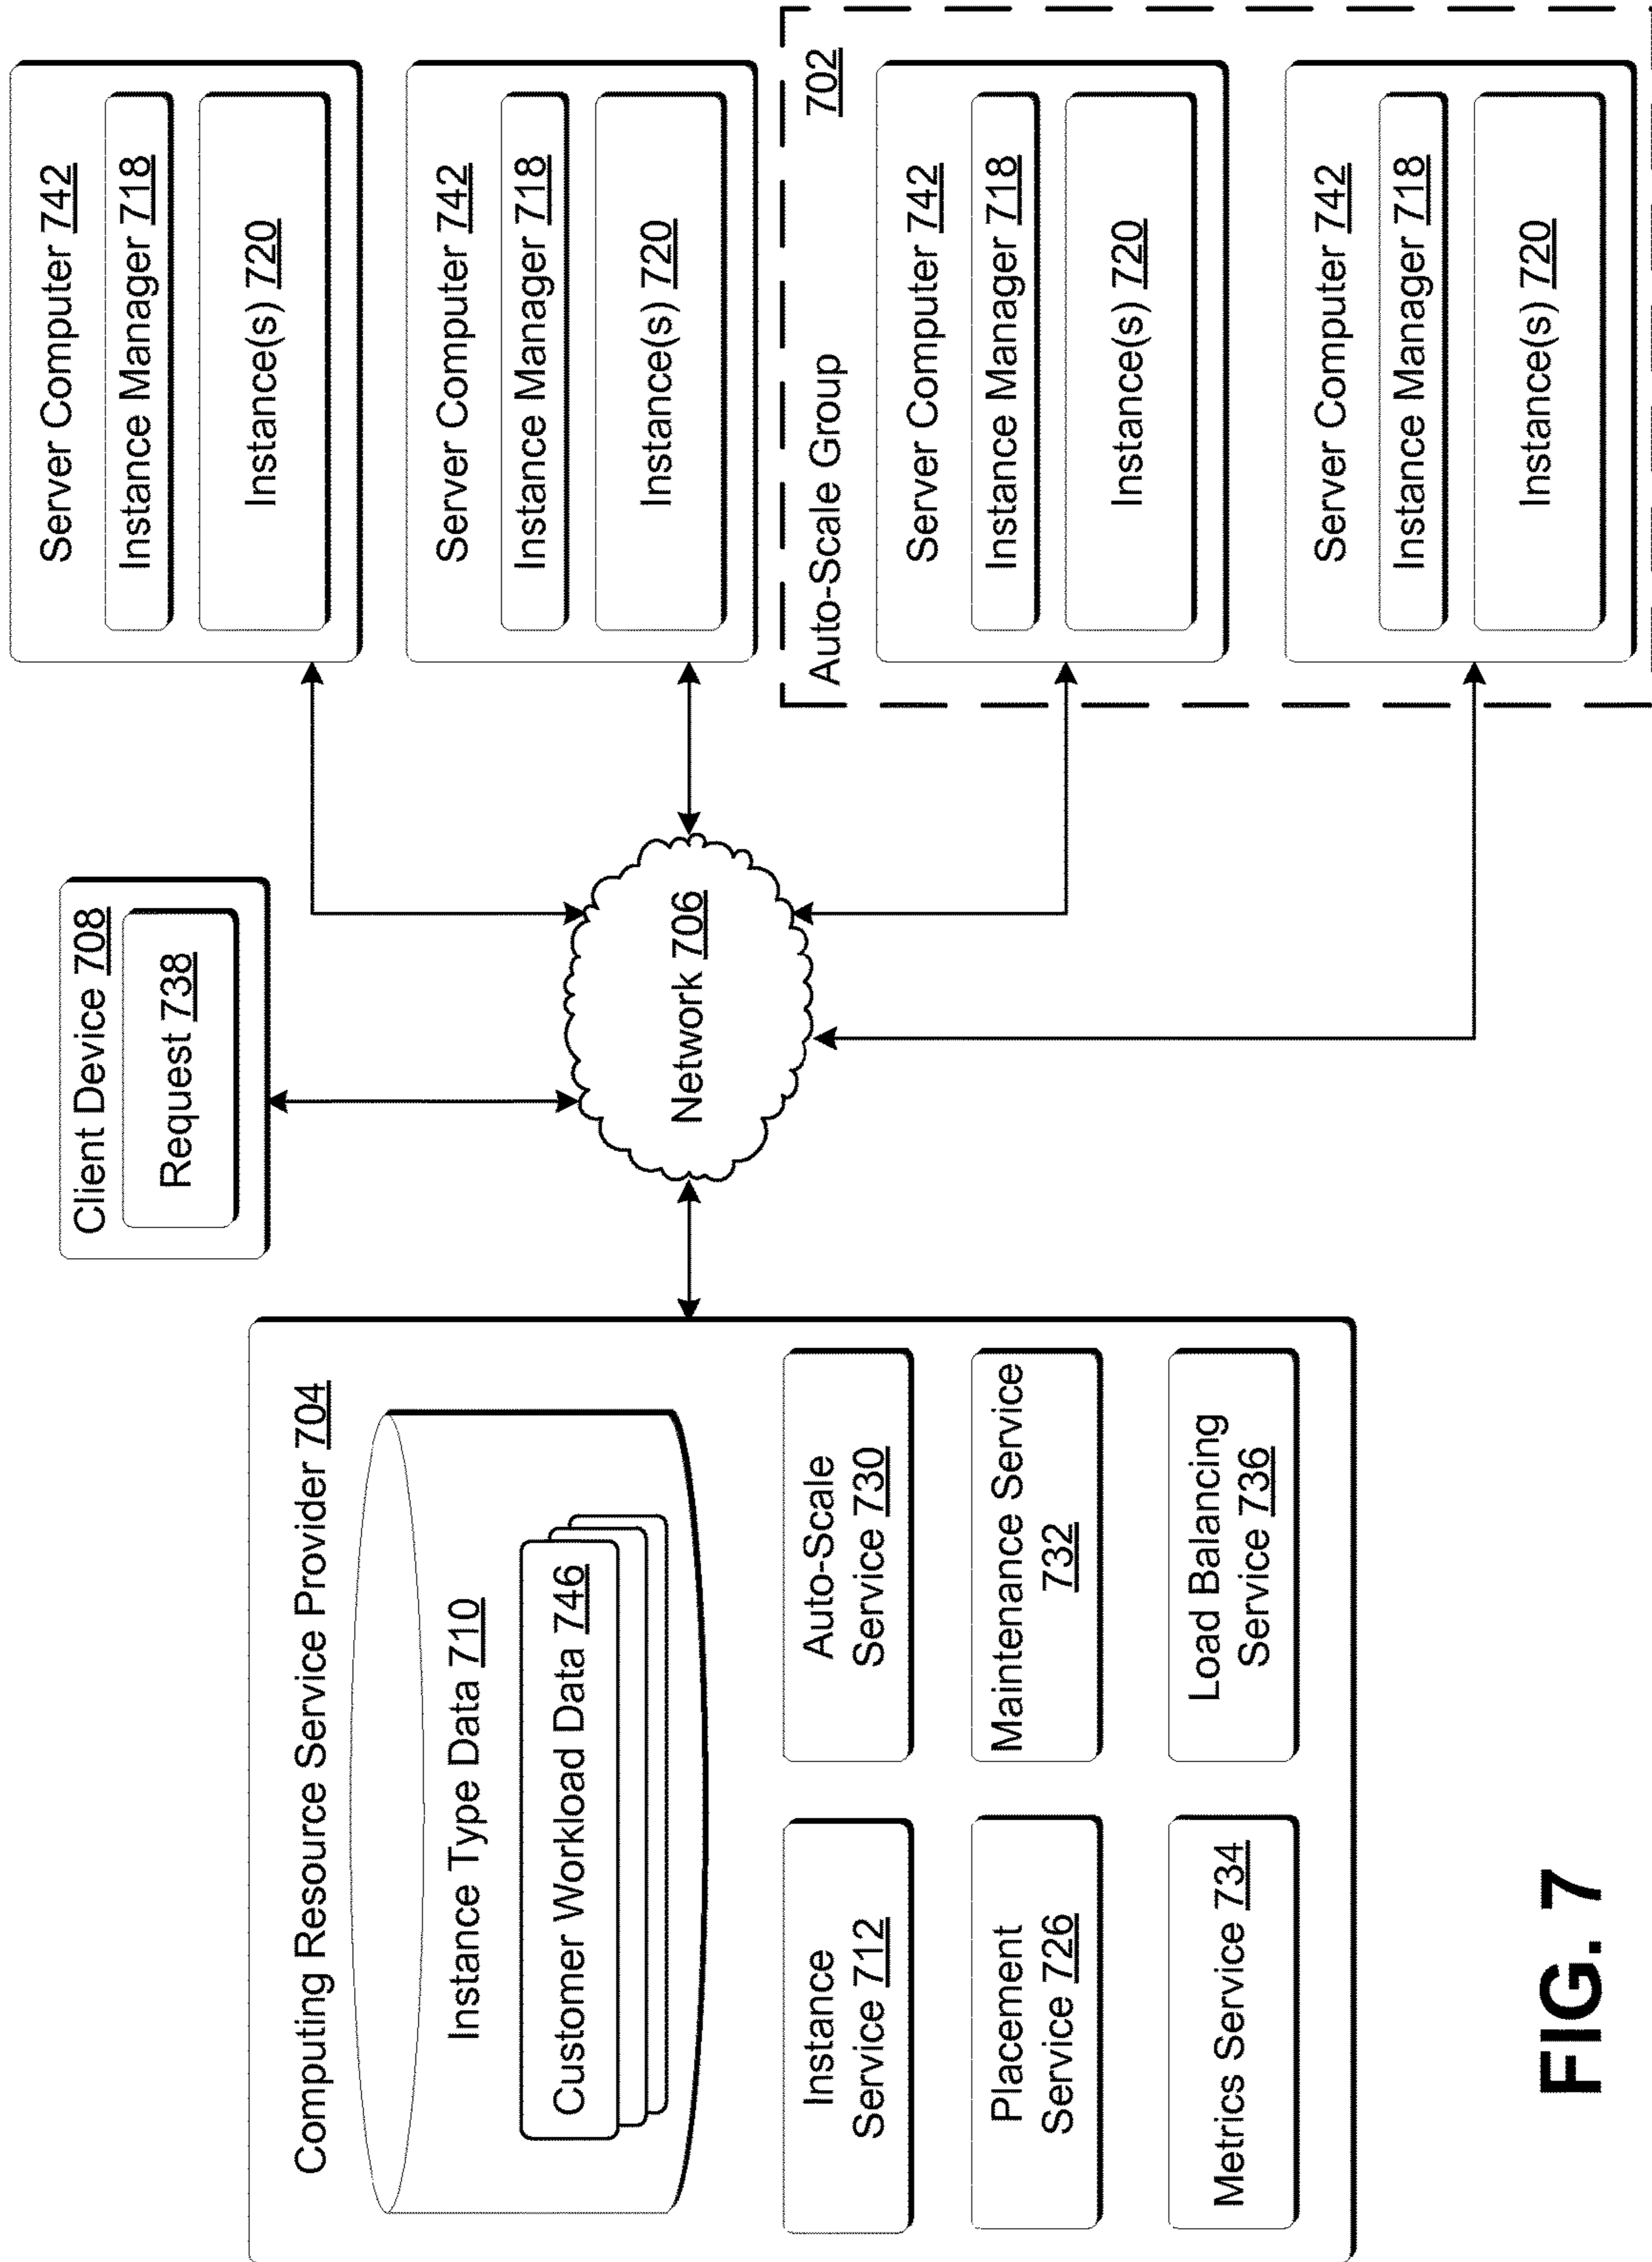 Computing Resource Service Provider 704
Instance Type Data 710
Customer Workload Data 746
Instance
Service 712
Auto-Scale
Service 730
Placement
Service 726
Maintenance Service
732
Metrics Service 734
Load Balancing
Service 736
Client Device 708
Request 738
Network 706
Server Computer 742
Instance Manager 718
Instance(s) 720
Server Computer 742
Instance Manager 718
Instance(s) 720
Auto-Scale Group 702
Server Computer 742
Instance Manager 718
Instance(s) 720
Server Computer 742
Instance Manager 718
Instance(s) 720
FIG. 7